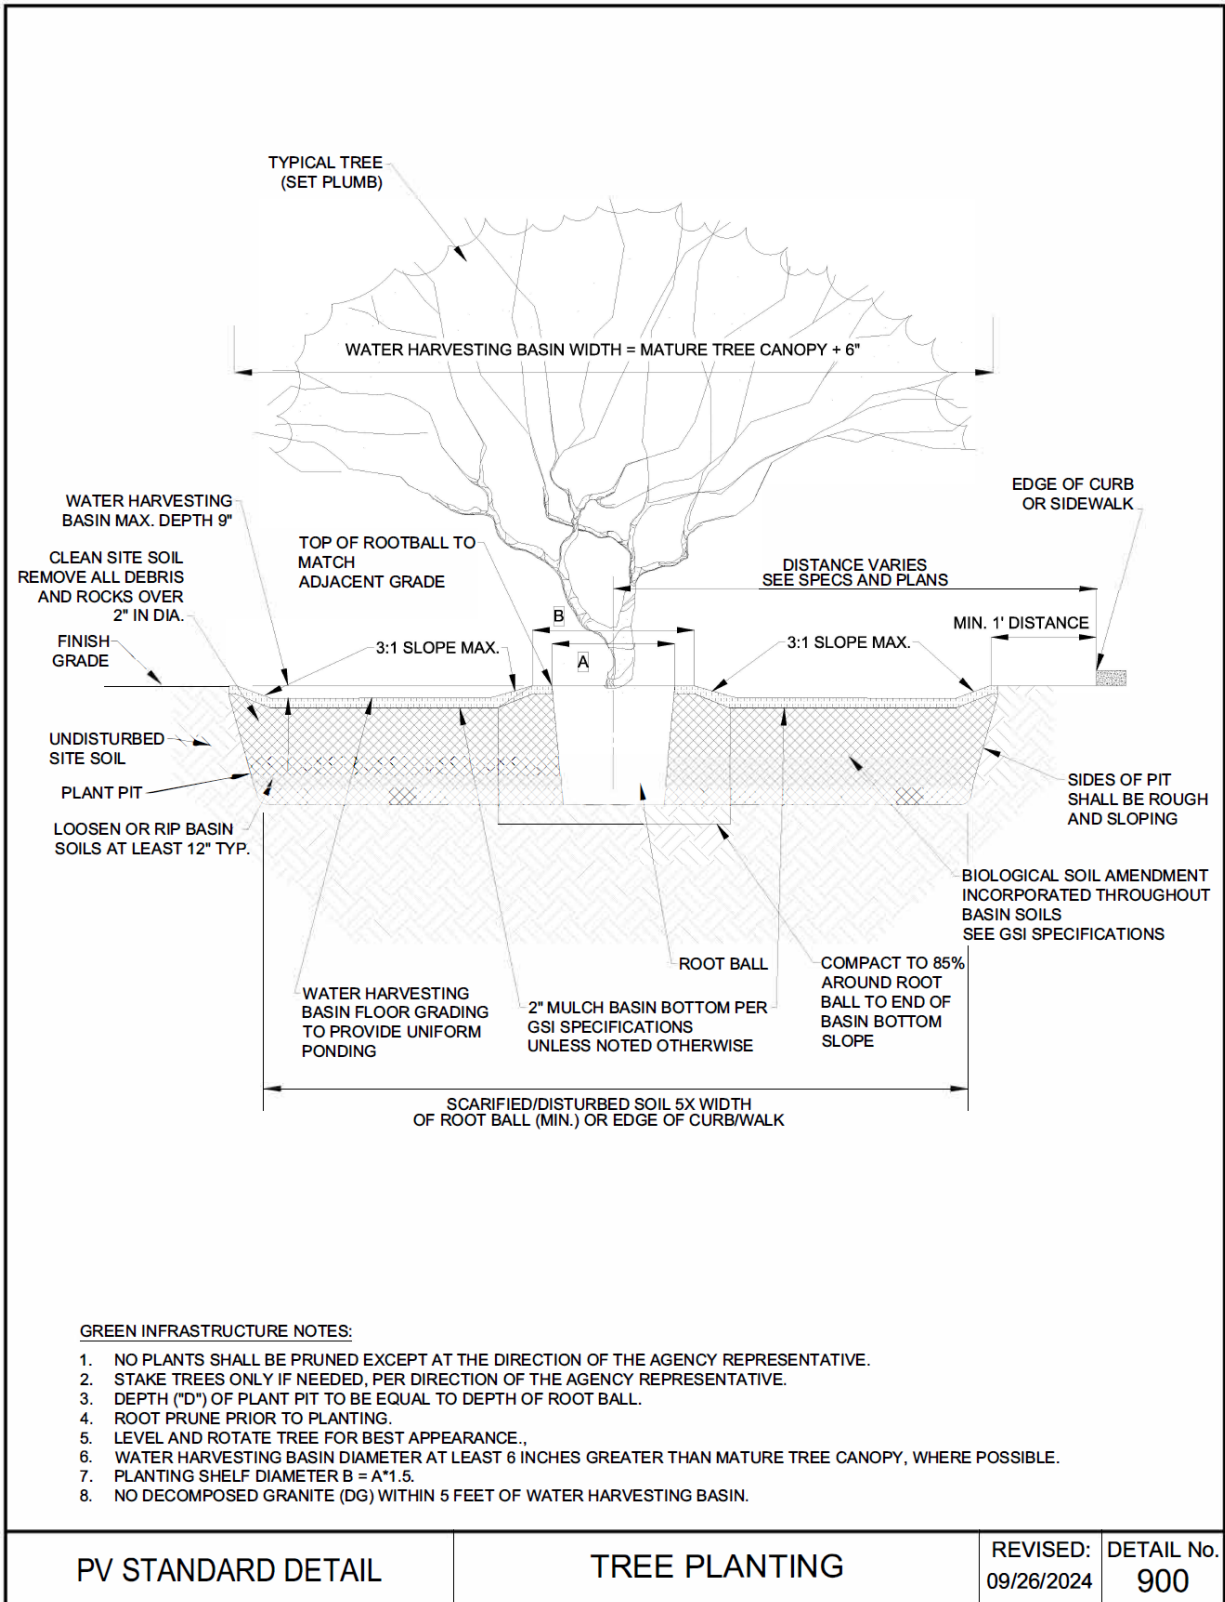 TYPICAL TREE
(SET PLUMB)
WATER HARVESTING BASIN WIDTH = MATURE TREE CANOPY + 6"
WATER HARVESTING
BASIN MAX. DEPTH 9"
EDGE OF CURB
OR SIDEWALK
TOP OF ROOTBALL TO
MATCH
ADJACENT GRADE
CLEAN SITE SOIL
REMOVE ALL DEBRIS
AND ROCKS OVER
2" IN DIA.
DISTANCE VARIES
SEE SPECS AND PLANS
B
MIN. 1' DISTANCE
FINISH
GRADE
3:1 SLOPE MAX.
A
3:1 SLOPE MAX.
UNDISTURBED
SITE SOIL
PLANT PIT
LOOSEN OR RIP BASIN
SOILS AT LEAST 12" TYP.
SIDES OF PIT
SHALL BE ROUGH
AND SLOPING
BIOLOGICAL SOIL AMENDMENT
INCORPORATED THROUGHOUT
BASIN SOILS
SEE GSI SPECIFICATIONS
ROOT BALL
COMPACT TO 85%
AROUND ROOT
BALL TO END OF
BASIN BOTTOM
SLOPE
WATER HARVESTING
BASIN FLOOR GRADING
TO PROVIDE UNIFORM
PONDING
2" MULCH BASIN BOTTOM PER
GSI SPECIFICATIONS
UNLESS NOTED OTHERWISE
SCARIFIED/DISTURBED SOIL 5X WIDTH
OF ROOT BALL (MIN.) OR EDGE OF CURB/WALK
GREEN INFRASTRUCTURE NOTES:
1. NO PLANTS SHALL BE PRUNED EXCEPT AT THE DIRECTION OF THE AGENCY REPRESENTATIVE.
2. STAKE TREES ONLY IF NEEDED, PER DIRECTION OF THE AGENCY REPRESENTATIVE.
3. DEPTH ("D") OF PLANT PIT TO BE EQUAL TO DEPTH OF ROOT BALL.
4. ROOT PRUNE PRIOR TO PLANTING.
5. LEVEL AND ROTATE TREE FOR BEST APPEARANCE.,
6. WATER HARVESTING BASIN DIAMETER AT LEAST 6 INCHES GREATER THAN MATURE TREE CANOPY, WHERE POSSIBLE.
7. PLANTING SHELF DIAMETER B = A*1.5.
8. NO DECOMPOSED GRANITE (DG) WITHIN 5 FEET OF WATER HARVESTING BASIN.
PV STANDARD DETAIL
TREE PLANTING
REVISED:
09/26/2024
DETAIL No.
900